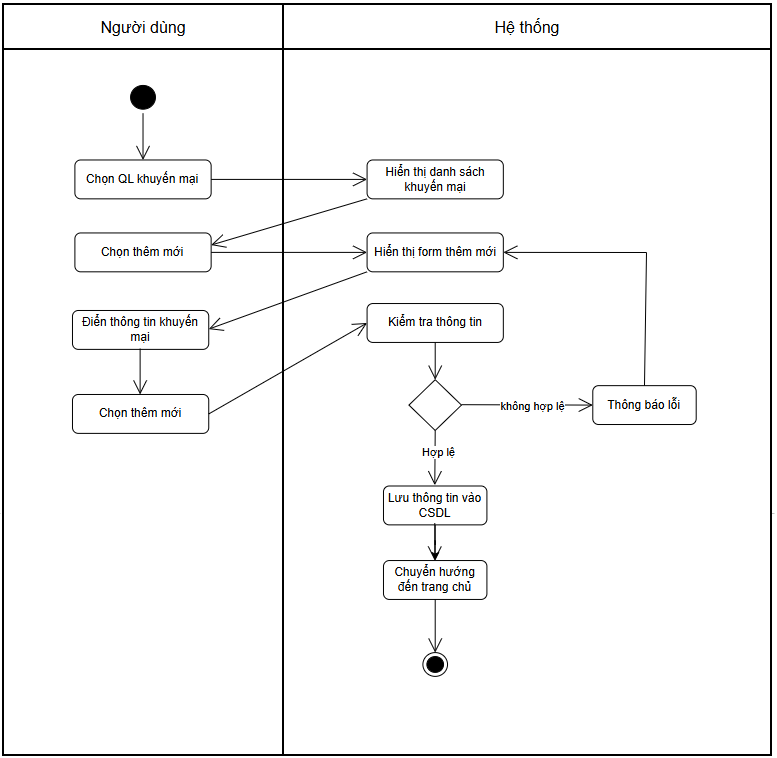 Người dùng
Hệ thống
Chọn QL khuyến mại
Hiển thị danh sách
khuyến mại
Chọn thêm mới
Hiển thị form thêm mới
Điển thông tin khuyến
mại
Kiểm tra thông tin
Chọn thêm mới
không hợp lệ
Thông báo lỗi
Hợp lệ
Lưu thông tin vào
CSDL
Chuyển hướng
đến trang chủ